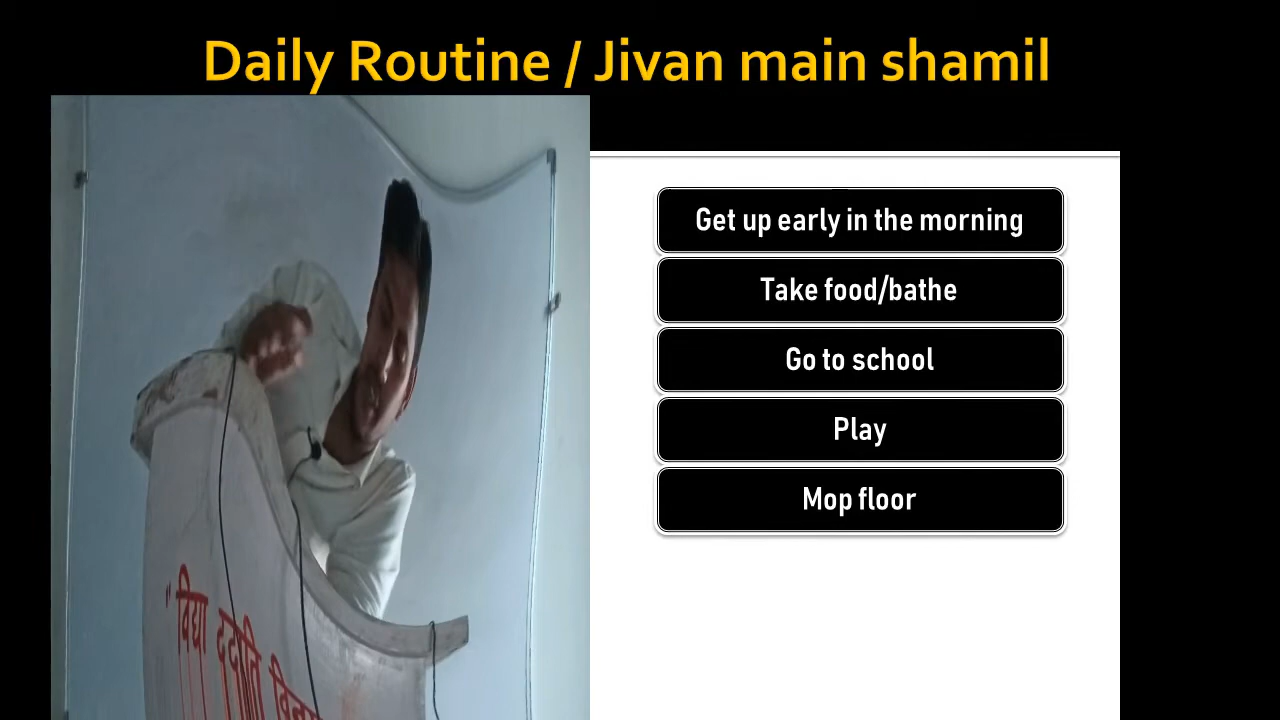 Daily Routine / Jivan main shamil
Get up early in the morning
Take food/bathe
Go to school
Play
Mop floor
"विद्या ददाति